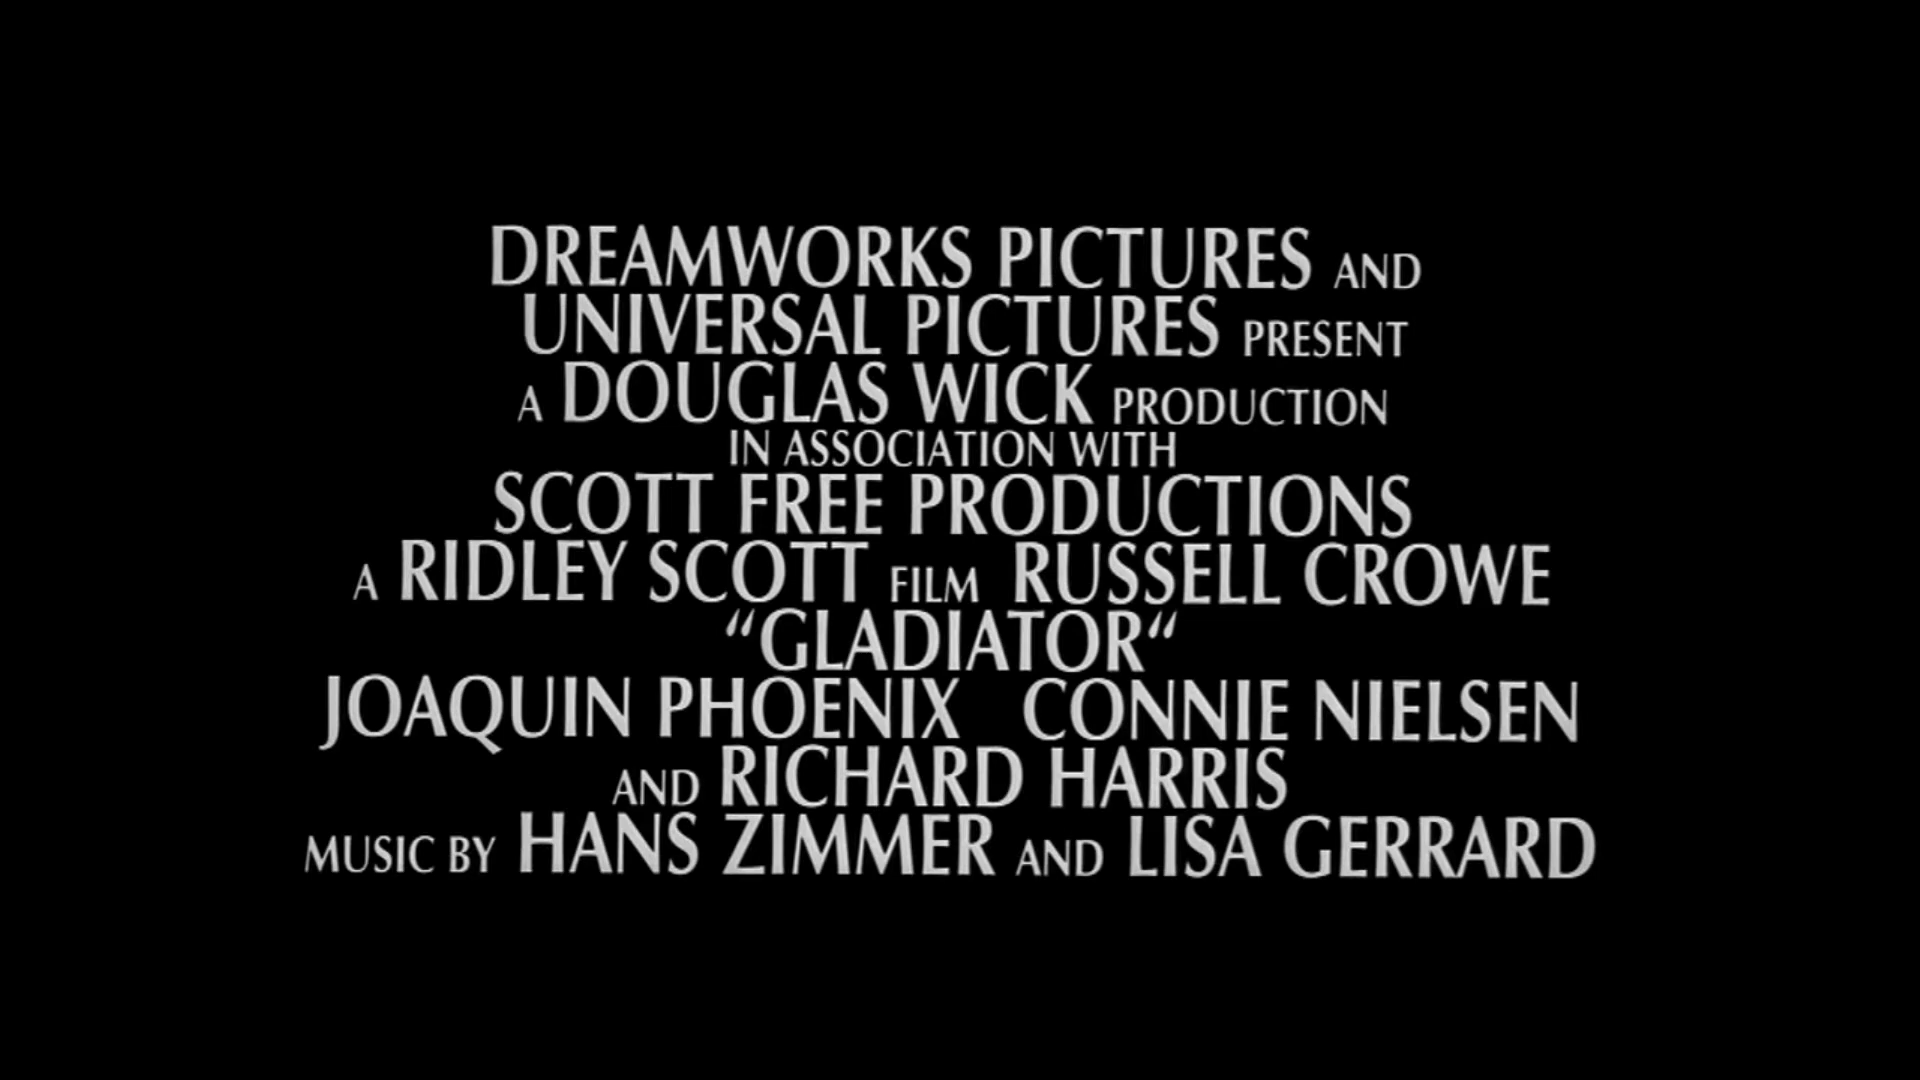 DREAMWORKS PICTURES AND
UNIVERSAL PICTURES PRESENT
A DOUGLAS WICK PRODUCTION
IN ASSOCIATION WITH
SCOTT FREE PRODUCTIONS
A RIDLEY SCOTT FILM RUSSELL CROWE
“GLADIATOR“
JOAQUIN PHOENIX CONNIE NIELSEN
AND RICHARD HARRIS
MUSIC BY HANS ZIMMER AND LISA GERRARD